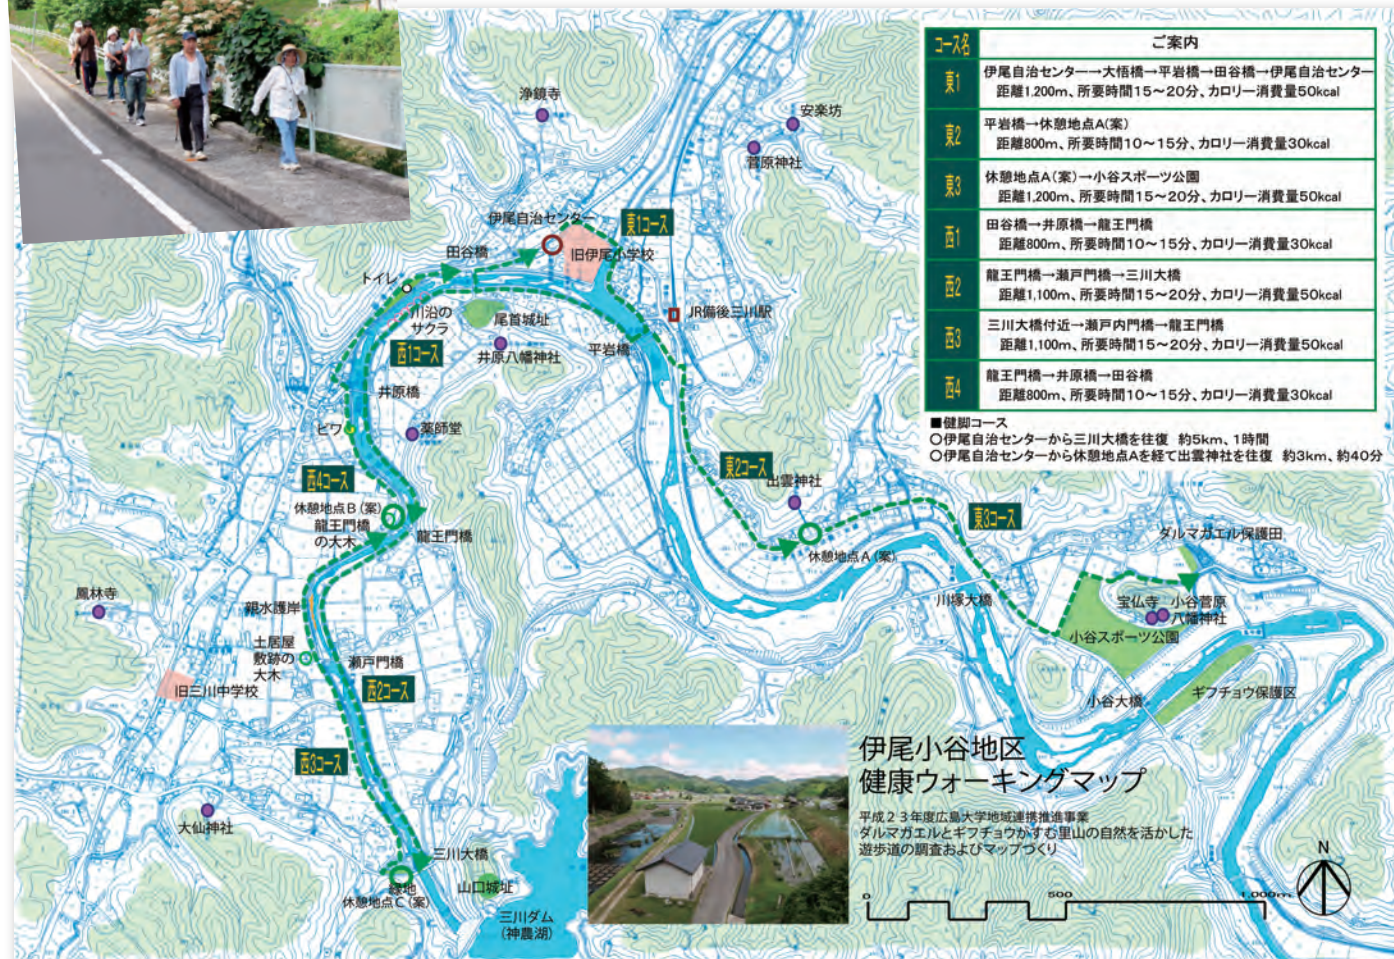 コース名 ご案内
東1 伊尾自治センター→大悟橋→平岩橋→田谷橋→伊尾自治センター
距離1,200m、所要時間15～20分、カロリー消費量50kcal
東2 平岩橋→休憩地点A(案)
距離800m、所要時間10～15分、カロリー消費量30kcal
東3 休憩地点A(案)→小谷スポーツ公園
距離1,200m、所要時間15～20分、カロリー消費量50kcal
西1 田谷橋→井原橋→龍王門橋
距離800m、所要時間10～15分、カロリー消費量30kcal
西2 龍王門橋→瀬戸門橋→三川大橋
距離1,100m、所要時間15～20分、カロリー消費量50kcal
西3 三川大橋付近→瀬戸内門橋→龍王門橋
距離1,100m、所要時間15～20分、カロリー消費量50kcal
西4 龍王門橋→井原橋→田谷橋
距離800m、所要時間10～15分、カロリー消費量30kcal
■健脚コース
○伊尾自治センターから三川大橋を往復 約5km、1時間
○伊尾自治センターから休憩地点Aを経て出雲神社を往復 約3km、約40分
浄鏡寺
安楽坊
菅原神社
伊尾自治センター
東1コース
田谷橋
旧伊尾小学校
トイレ
川沿の
サクラ
尾首城址
JR備後三川駅
西1コース
井原八幡神社
平岩橋
井原橋
ビワ
薬師堂
西4コース
東2コース
出雲神社
休憩地点B(案)
龍王門橋
の大木
龍王門橋
東3コース
休憩地点A(案)
ダルマガエル保護田
鳳林寺
親水護岸
川塚大橋
宝仏寺
小谷菅原
八幡神社
小谷スポーツ公園
土居屋
敷跡の
大木
瀬戸門橋
西2コース
旧三川中学校
小谷大橋
ギフチョウ保護区
西3コース
大仙神社
三川大橋
緑地
休憩地点C(案)
山口城址
三川ダム
(神農湖)
伊尾小谷地区
健康ウォーキングマップ
平成23年度広島大学地域連携推進事業
ダルマガエルとギフチョウがすむ里山の自然を活かした
遊歩道の調査およびマップづくり
0 500 1,000m
N